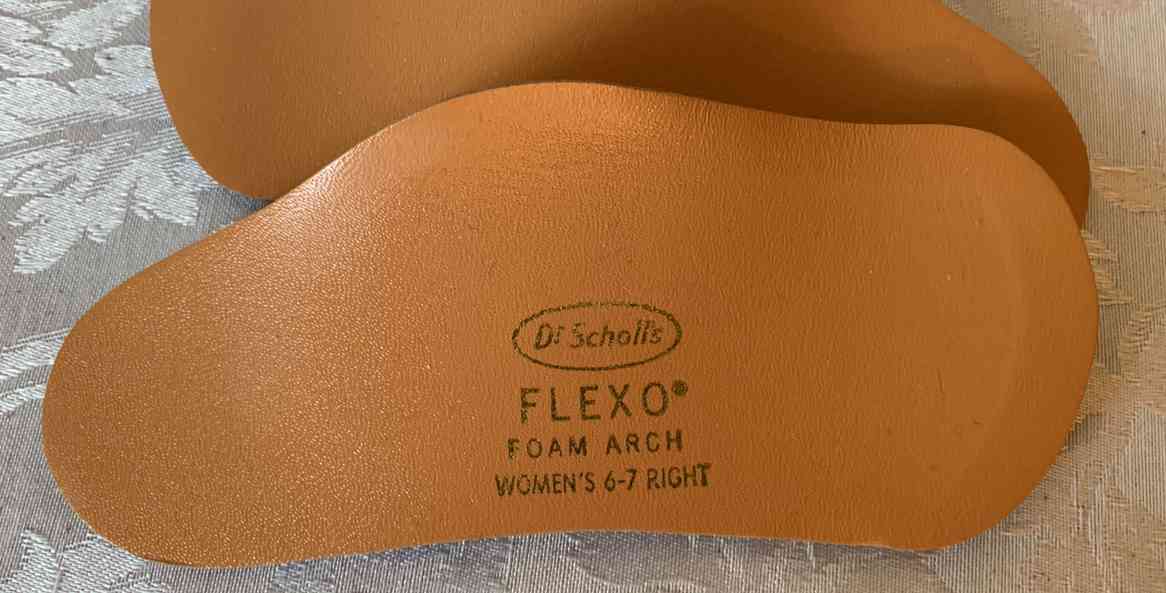 Dr Scholl's
FLEXO®
FOAM ARCH
WOMEN'S 6-7 RIGHT